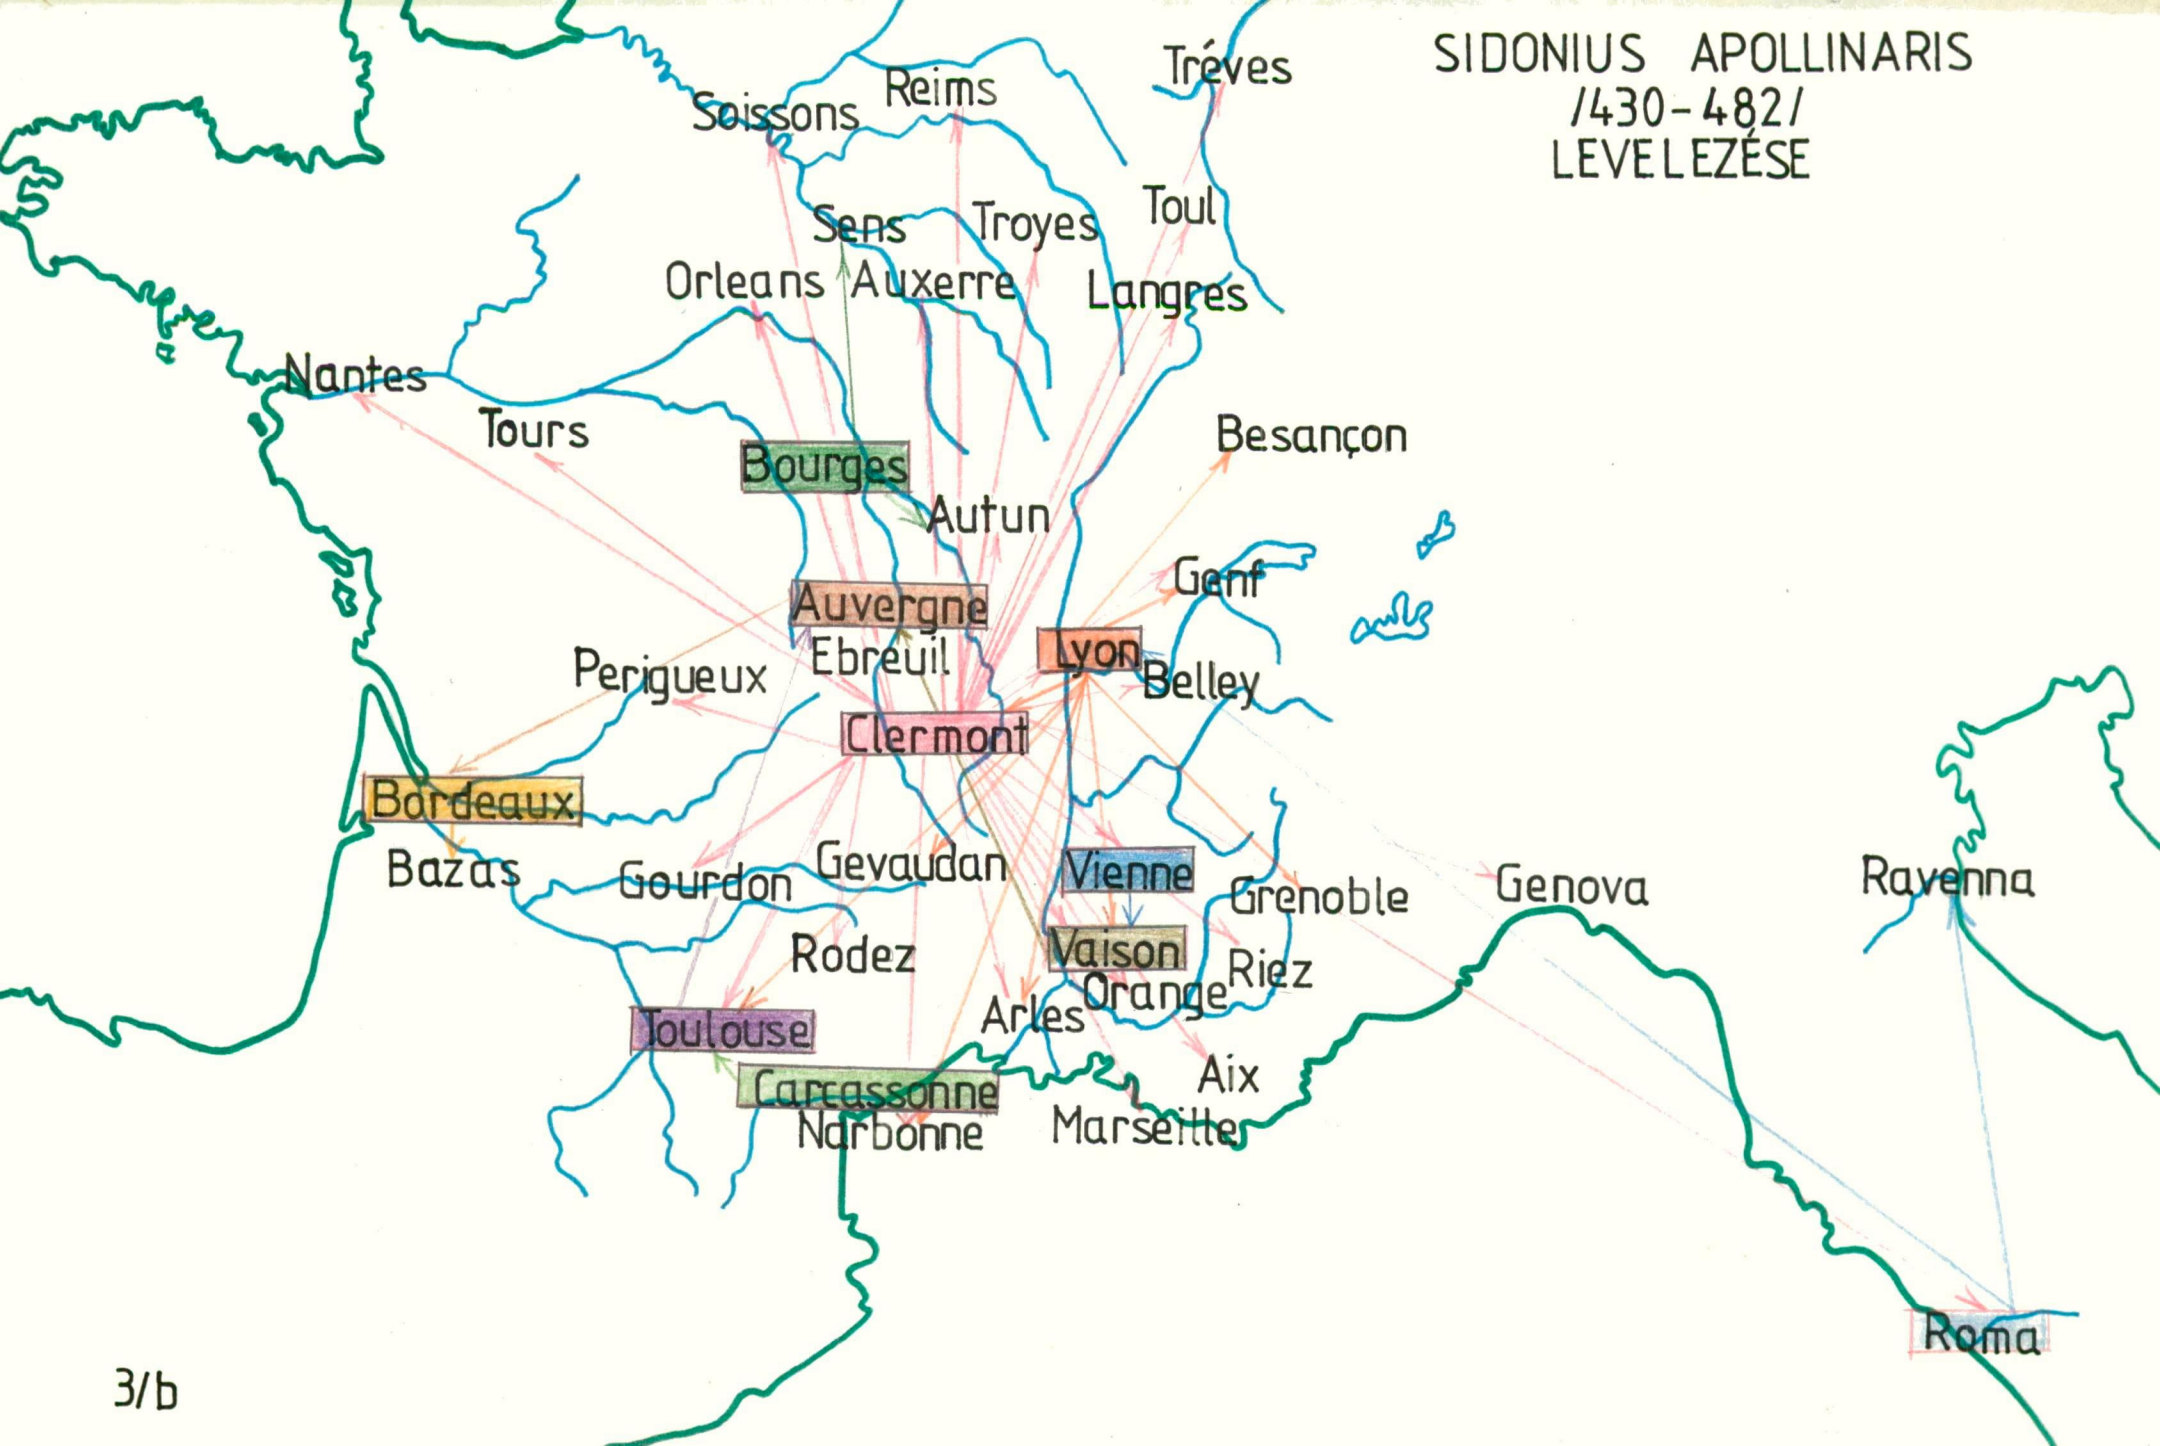 SIDONIUS APOLLINARIS
/430-482/
LEVELEZÉSE
Tréves
Reims
Soissons
Toul
Sens
Troyes
Orleans
Auxerre
Langres
Nantes
Tours
Besançon
Bourges
Autun
Genf
Auvergne
Lyon
Ebreuil
Perigueux
Belley
Clermont
Bordeaux
Bazas
Gourdon
Gevaudan
Vienne
Grenoble
Genova
Ravenna
Rodez
Vaison
Riez
Orange
Arles
Toulouse
Aix
Carcassonne
Narbonne
Marseille
Roma
3/b